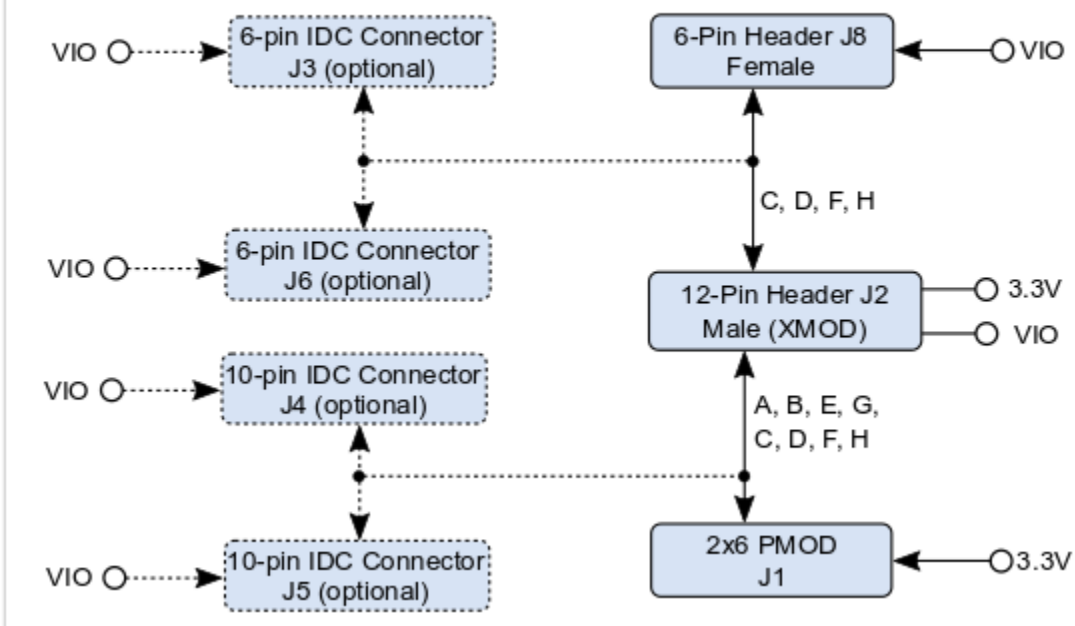 VIO
6-pin IDC Connector
J3 (optional)
6-Pin Header J8
Female
VIO
C, D, F, H
VIO
6-pin IDC Connector
J6 (optional)
12-Pin Header J2
Male (XMOD)
3.3V
VIO
VIO
10-pin IDC Connector
J4 (optional)
A, B, E, G,
C, D, F, H
VIO
10-pin IDC Connector
J5 (optional)
2x6 PMOD
J1
3.3V